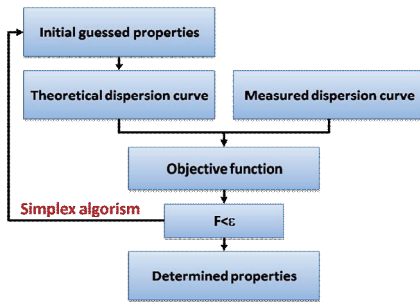 Initial guessed properties
Theoretical dispersion curve
Measured dispersion curve
Objective function
Simplex algorism
F<ε
Determined properties